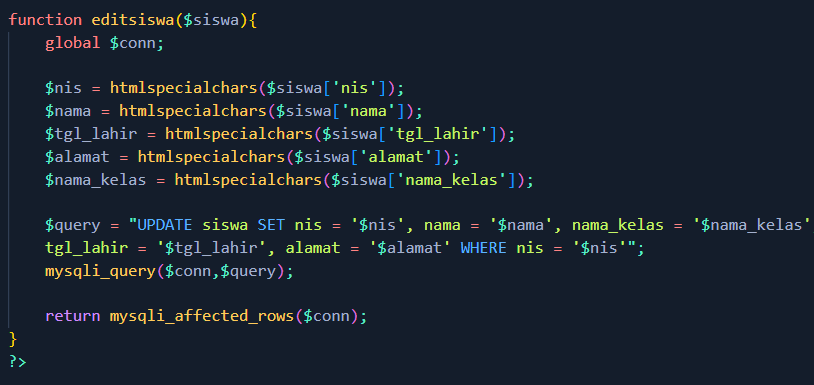 function editsiswa($siswa){
    global $conn;

    $nis = htmlspecialchars($siswa['nis']);
    $nama = htmlspecialchars($siswa['nama']);
    $tgl_lahir = htmlspecialchars($siswa['tgl_lahir']);
    $alamat = htmlspecialchars($siswa['alamat']);
    $nama_kelas = htmlspecialchars($siswa['nama_kelas']);

    $query = "UPDATE siswa SET nis = '$nis', nama = '$nama', nama_kelas = '$nama_kelas',
    tgl_lahir = '$tgl_lahir', alamat = '$alamat' WHERE nis = '$nis'";
    mysqli_query($conn,$query);

    return mysqli_affected_rows($conn);
}
?>